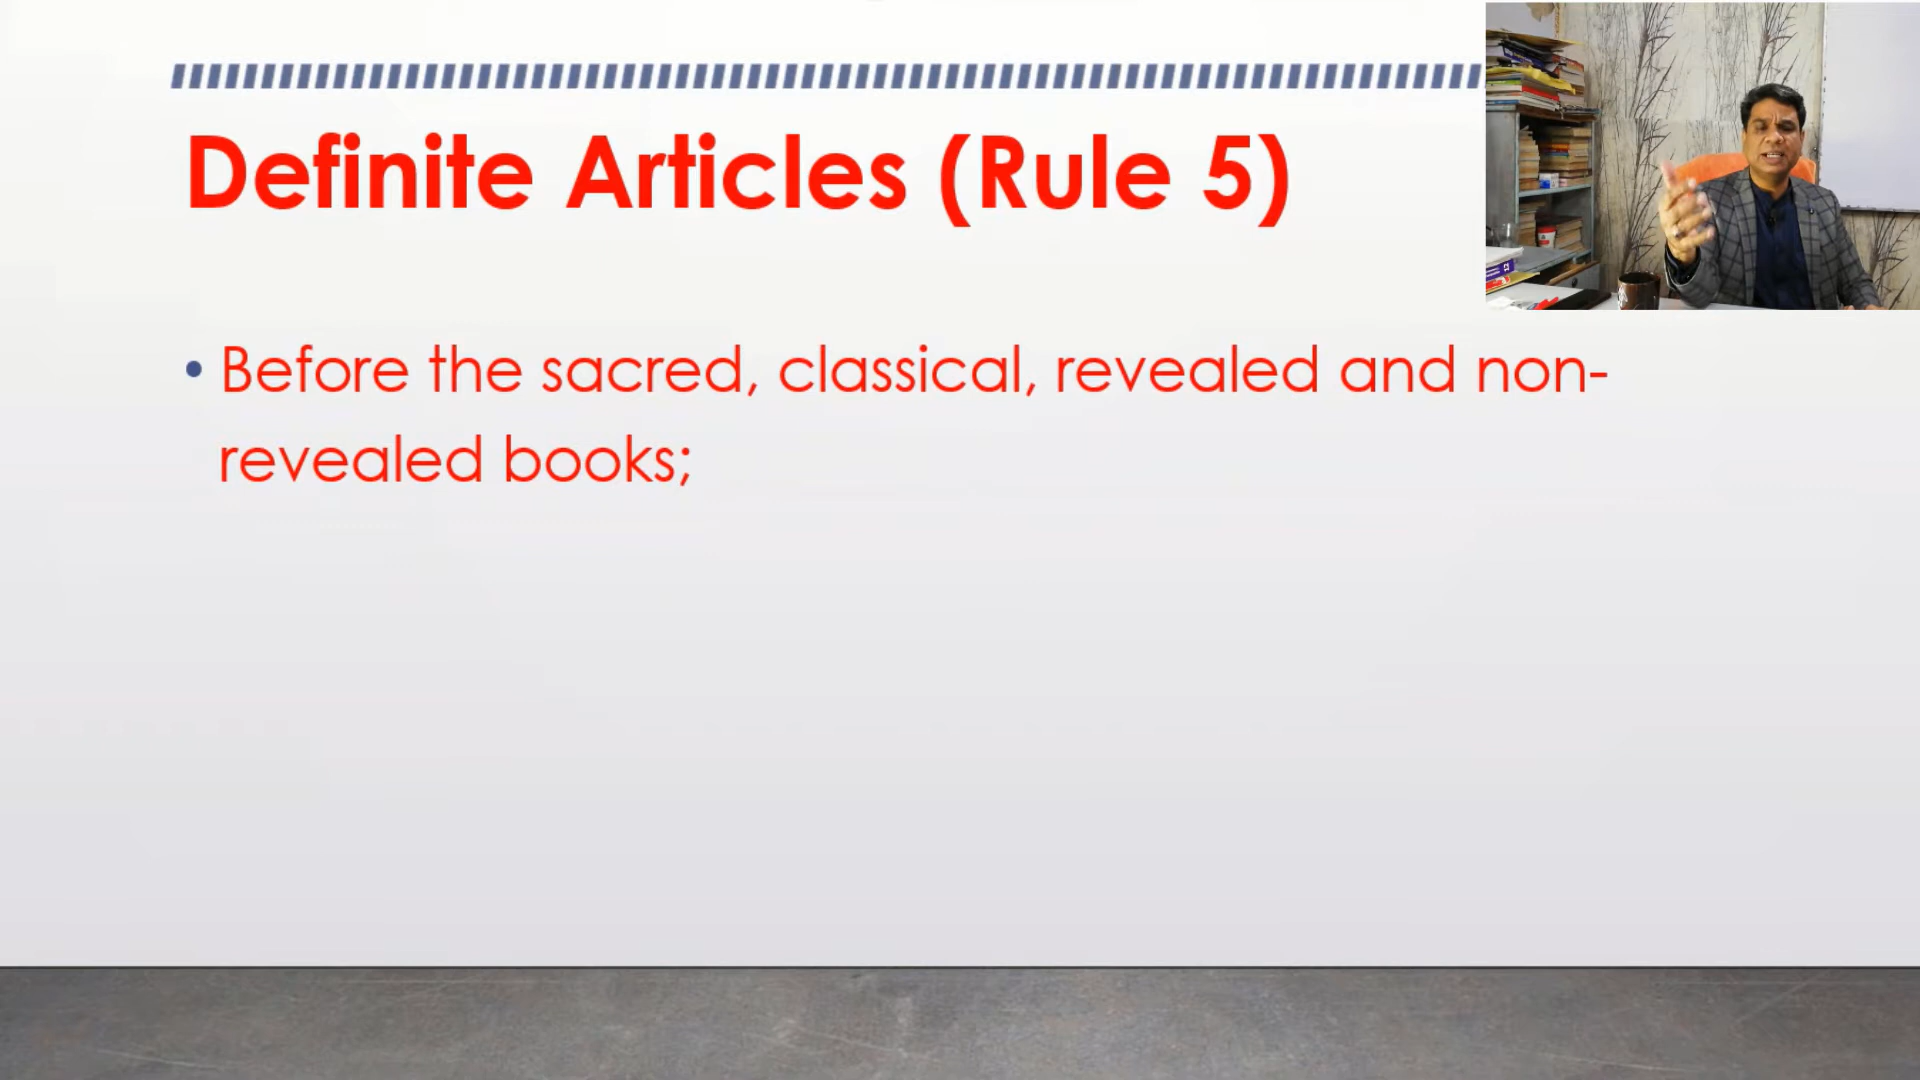 Definite Articles (Rule 5)
• Before the sacred, classical, revealed and non-
revealed books;